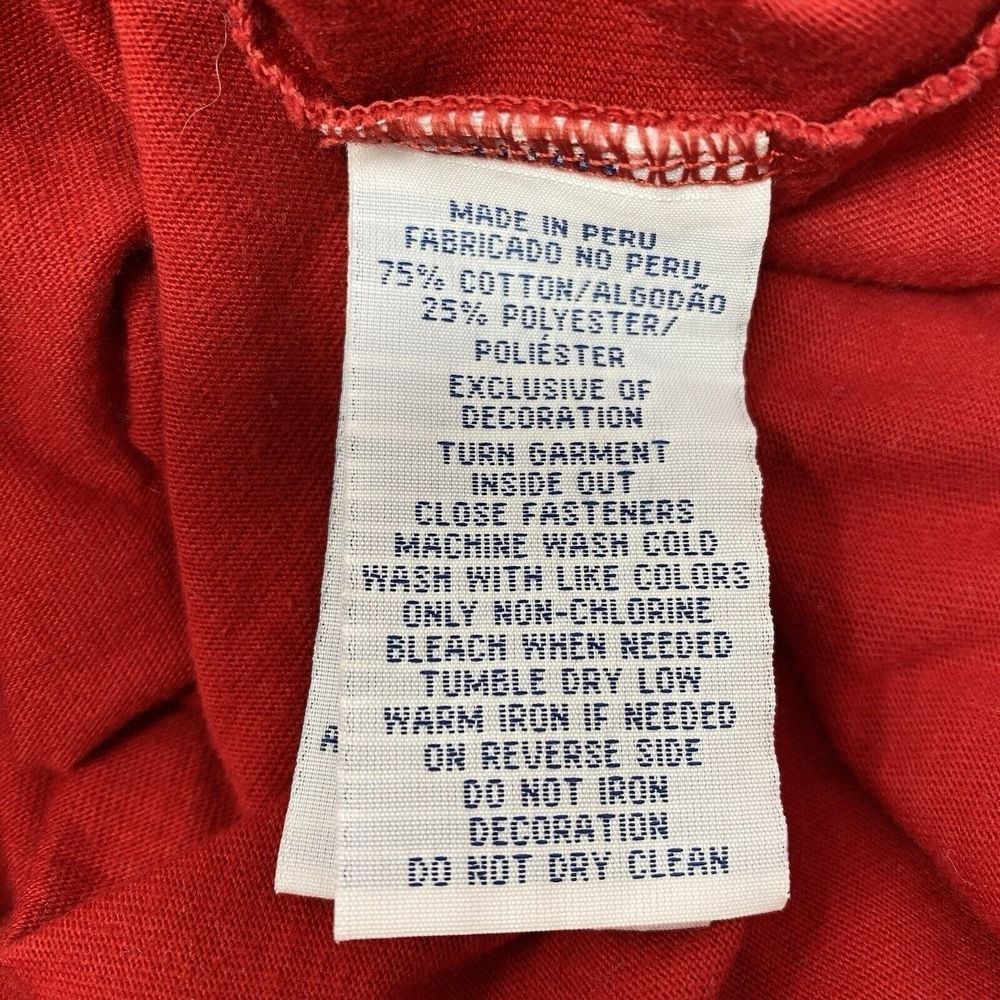 MADE IN PERU
FABRICADO NO PERU
75% COTTON/ALGODÃO
25% POLYESTER/
POLIÉSTER
EXCLUSIVE OF
DECORATION
TURN GARMENT
INSIDE OUT
CLOSE FASTENERS
MACHINE WASH COLD
WASH WITH LIKE COLORS
ONLY NON-CHLORINE
BLEACH WHEN NEEDED
TUMBLE DRY LOW
WARM IRON IF NEEDED
ON REVERSE SIDE
DO NOT IRON
DECORATION
DO NOT DRY CLEAN